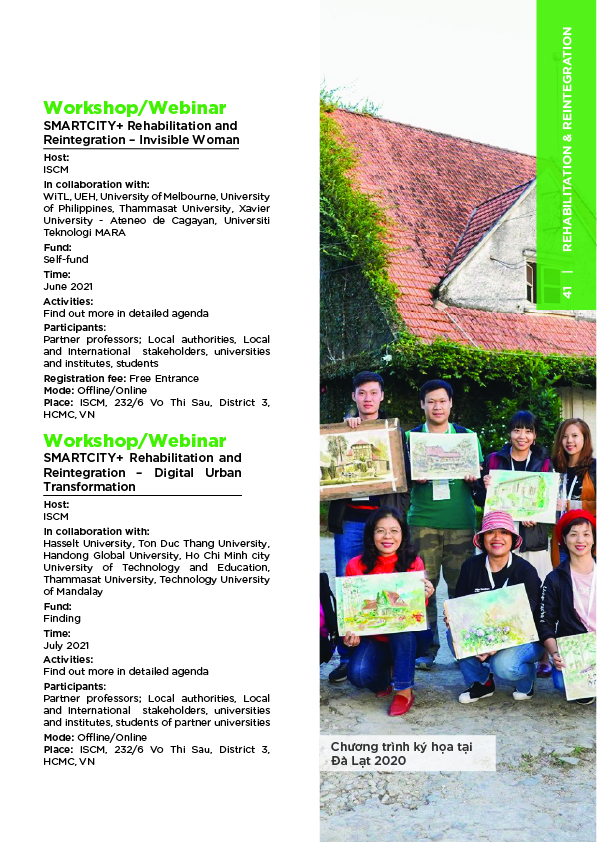 Workshop/Webinar
SMARTCITY+ Rehabilitation and
Reintegration – Invisible Woman
Host:
ISCM
In collaboration with:
WiTL, UEH, University of Melbourne, University
of Philippines, Thammasat University, Xavier
University - Ateneo de Cagayan, Universiti
Teknologi MARA
Fund:
Self-fund
Time:
June 2021
Activities:
Find out more in detailed agenda
Participants:
Partner professors; Local authorities, Local
and International stakeholders, universities
and institutes, students
Registration fee: Free Entrance
Mode: Offline/Online
Place: ISCM, 232/6 Vo Thi Sau, District 3,
HCMC, VN
Workshop/Webinar
SMARTCITY+ Rehabilitation and
Reintegration – Digital Urban
Transformation
Host:
ISCM
In collaboration with:
Hasselt University, Ton Duc Thang University,
Handong Global University, Ho Chi Minh city
University of Technology and Education,
Thammasat University, Technology University
of Mandalay
Fund:
Finding
Time:
July 2021
Activities:
Find out more in detailed agenda
Participants:
Partner professors; Local authorities, Local
and International stakeholders, universities
and institutes, students of partner universities
Mode: Offline/Online
Place: ISCM, 232/6 Vo Thi Sau, District 3,
HCMC, VN
41 | REHABILITATION & REINTEGRATION
Chương trình ký họa tại
Đà Lạt 2020